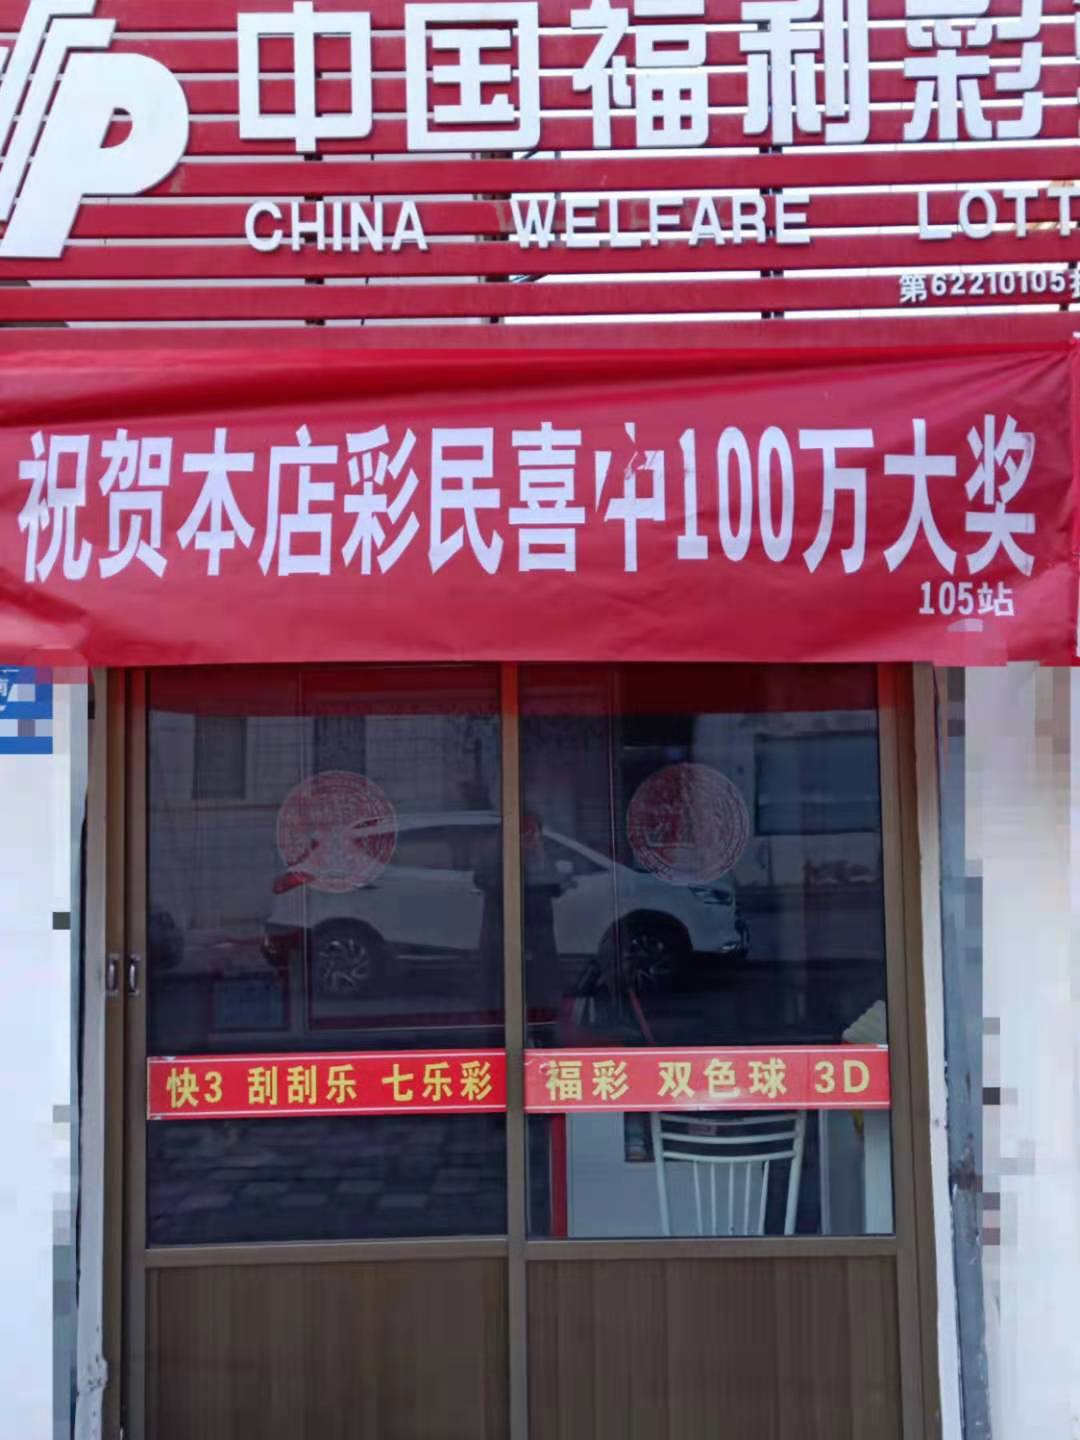 中国福利彩
CHINA WELFARE LOTT
第62210105
祝贺本店彩民喜中100万大奖
105站
快3 刮刮乐 七乐彩
福彩 双色球 3D